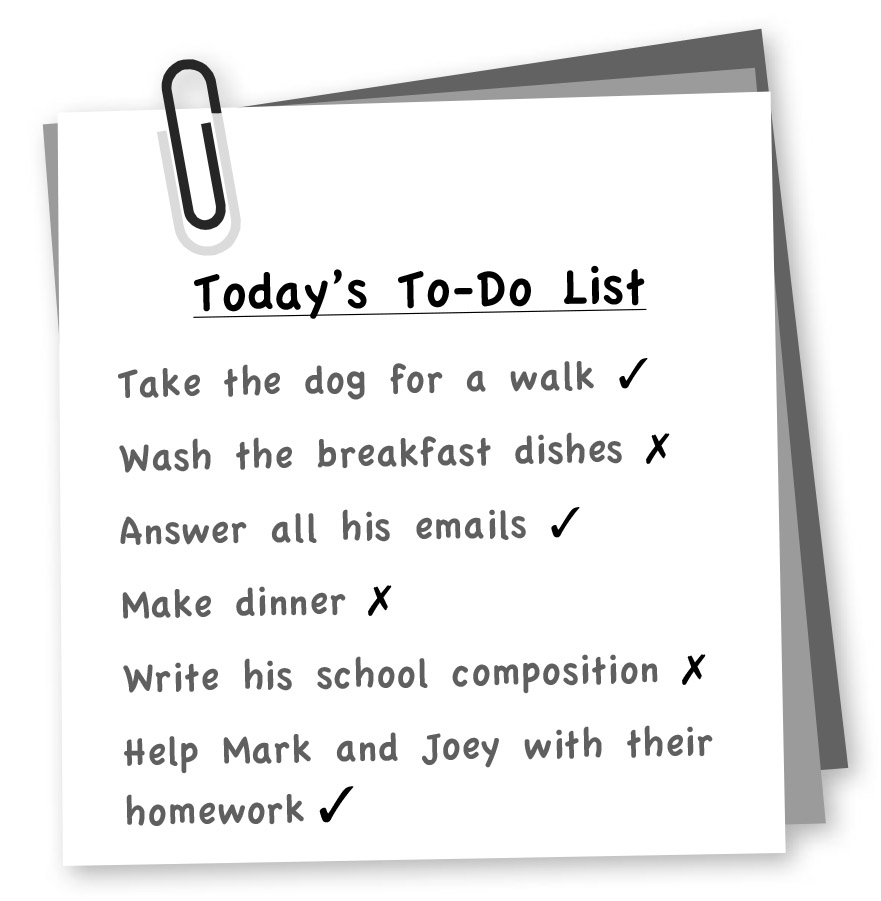 Today's To-Do List
Take the dog for a walk ✓
Wash the breakfast dishes ✗
Answer all his emails ✓
Make dinner ✗
Write his school composition ✗
Help Mark and Joey with their
homework ✓